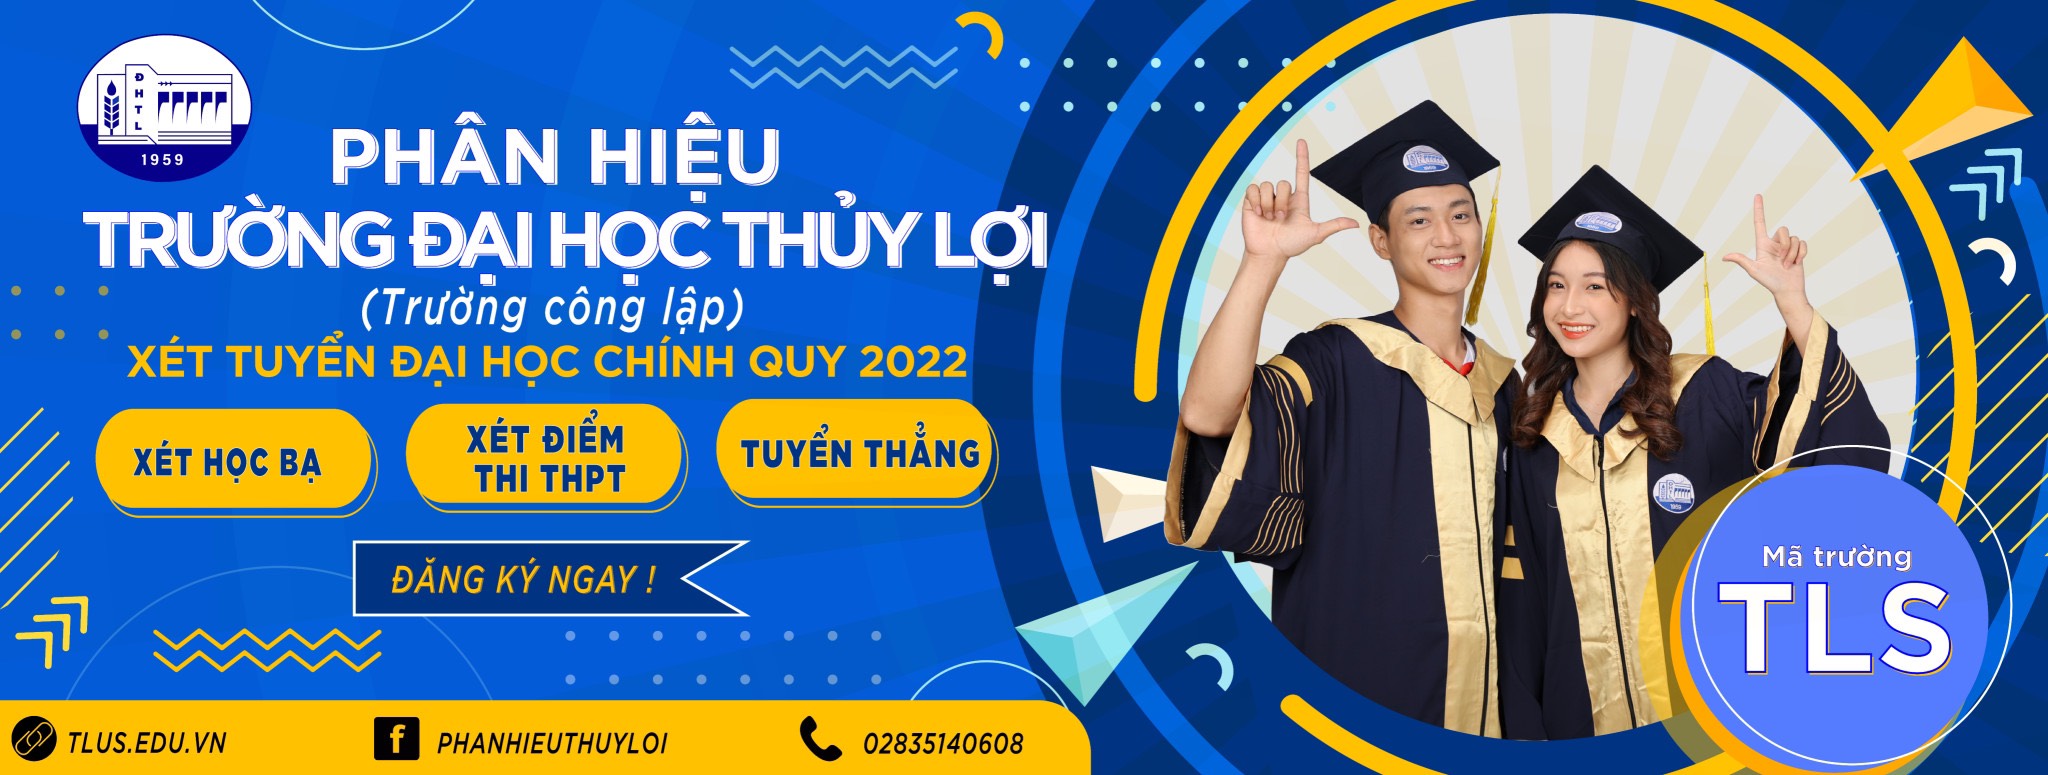 ĐHTL
1959
PHÂN HIỆU
TRƯỜNG ĐẠI HỌC THỦY LỢI
(Trường công lập)
XÉT TUYỂN ĐẠI HỌC CHÍNH QUY 2022
XÉT HỌC BẠ
XÉT ĐIỂM
THI THPT
TUYỂN THẲNG
ĐĂNG KÝ NGAY !
1959
Mã trường
TLS
TLUS.EDU.VN
PHANHIEUTHUYLOI
02835140608